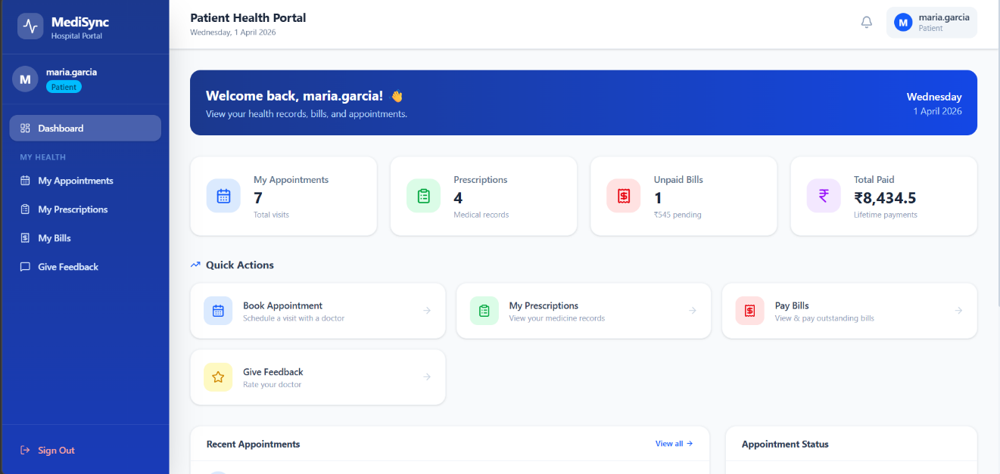 MediSync
Hospital Portal
M
maria.garcia
Patient
Dashboard
MY HEALTH
My Appointments
My Prescriptions
My Bills
Give Feedback
Sign Out
Patient Health Portal
Wednesday, 1 April 2026
M
maria.garcia
Patient
Welcome back, maria.garcia! 👋
View your health records, bills, and appointments.
Wednesday
1 April 2026
My Appointments
7
Total visits
Prescriptions
4
Medical records
Unpaid Bills
1
₹545 pending
Total Paid
₹8,434.5
Lifetime payments
Quick Actions
Book Appointment
Schedule a visit with a doctor
My Prescriptions
View your medicine records
Pay Bills
View & pay outstanding bills
Give Feedback
Rate your doctor
Recent Appointments
View all →
Appointment Status